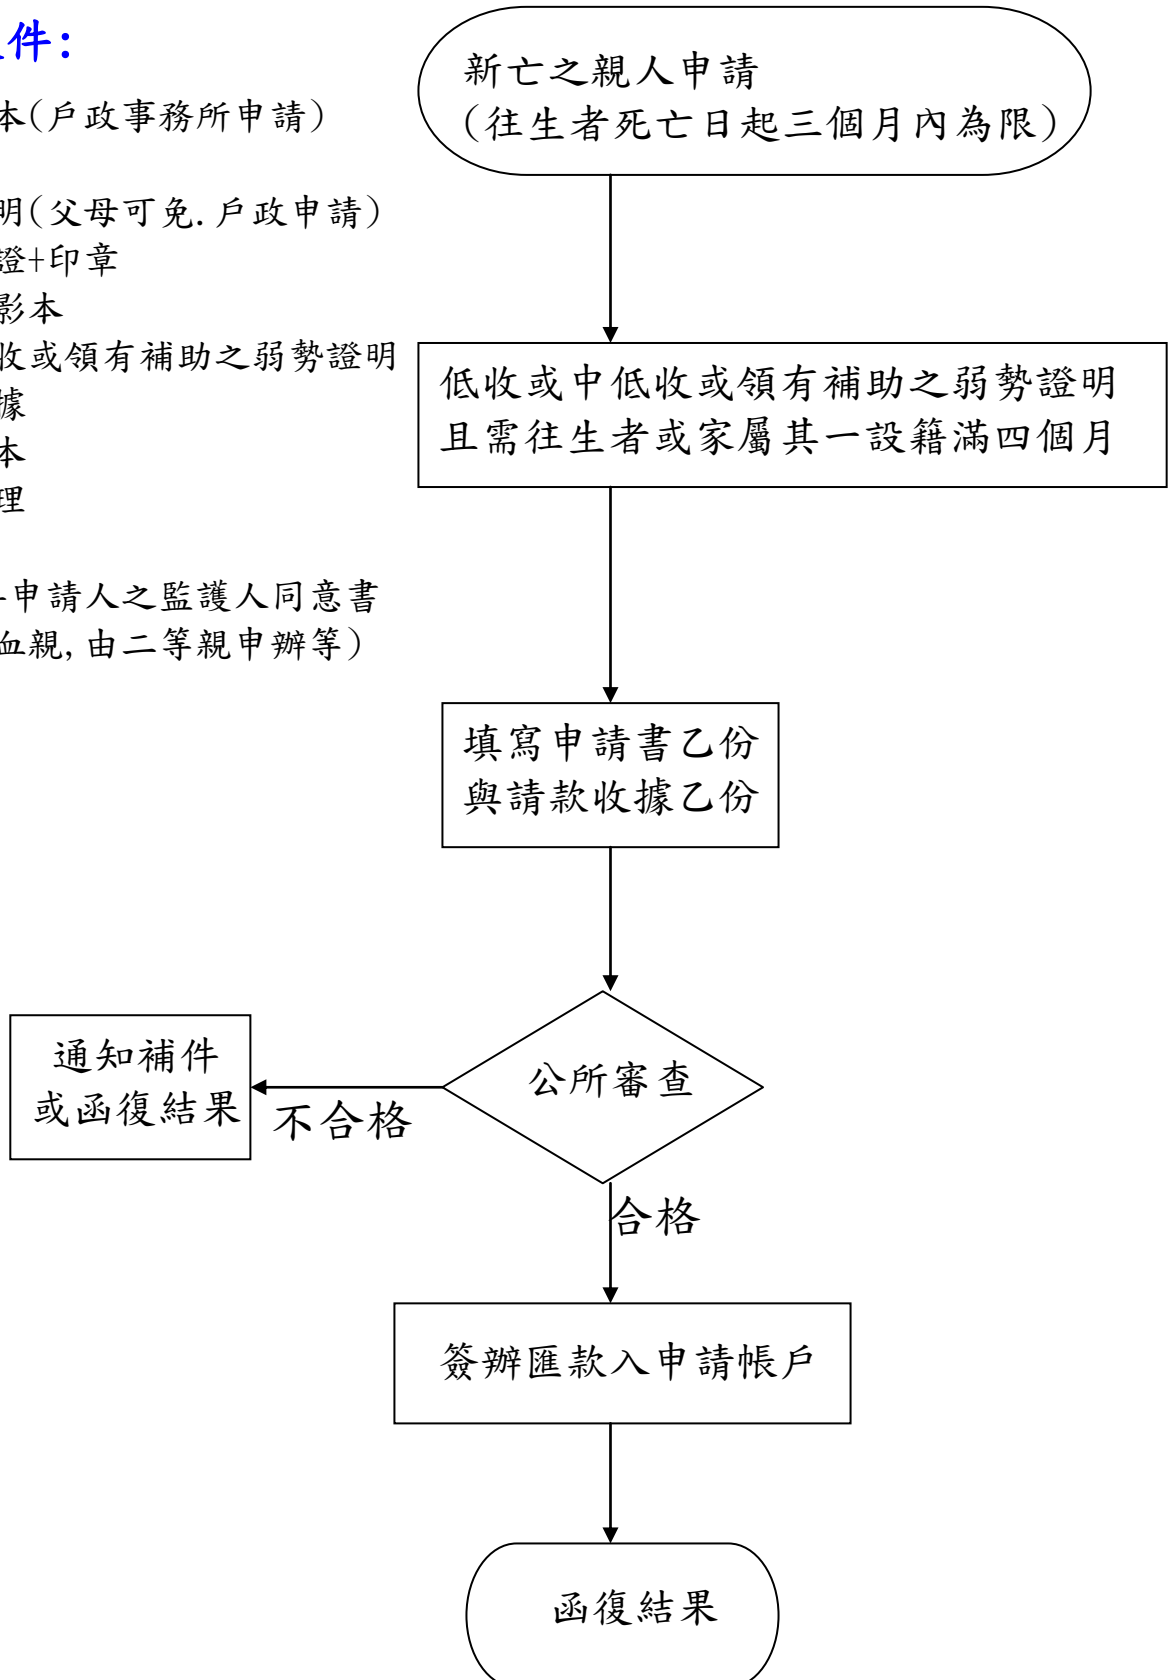 件:
本(戶政事務所申請)
明(父母可免.戶政申請)
證+印章
影本
收或領有補助之弱勢證明
據
本
理
申請人之監護人同意書
血親,由二等親申辦等)
新亡之親人申請
(往生者死亡日起三個月內為限)
低收或中低收或領有補助之弱勢證明
且需往生者或家屬其一設籍滿四個月
填寫申請書乙份
與請款收據乙份
公所審查
不合格
通知補件
或函復結果
合格
簽辦匯款入申請帳戶
函復結果